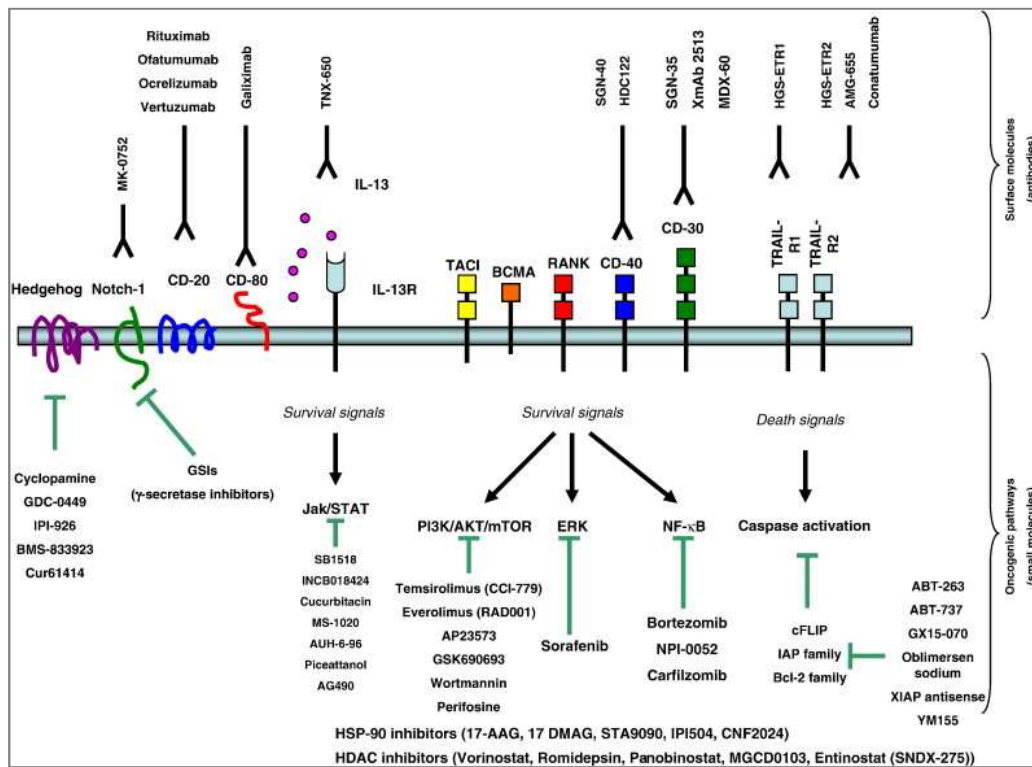 Rituximab
Ofatumumab
Ocrelizumab
Vertuzumab
Galiximab
TNX-650
SGN-40
HDC122
SGN-35
XmAb 2513
MDX-60
HGS-ETR1
HGS-ETR2
AMG-655
Conatumumab
Surface molecules
(antibodies)
MK-0752
IL-13
CD-30
TRAIL-
R1
TRAIL-
R2
Hedgehog
Notch-1
CD-20
CD-80
IL-13R
TACI
BCMA
RANK
CD-40
Survival signals
Survival signals
Death signals
GSIs
(γ-secretase inhibitors)
Cyclopamine
GDC-0449
IPI-926
BMS-833923
Cur61414
Jak/STAT
PI3K/AKT/mTOR
ERK
NF-κB
Caspase activation
SB1518
INCB018424
Cucurbitacin
MS-1020
AUH-6-96
Piceattanol
AG490
Temsirolimus (CCI-779)
Everolimus (RAD001)
AP23573
GSK690693
Wortmannin
Perifosine
Sorafenib
Bortezomib
NPI-0052
Carfilzomib
cFLIP
IAP family
Bcl-2 family
ABT-263
ABT-737
GX15-070
Oblimersen
sodium
XIAP antisense
YM155
Oncogenic pathways
(small molecules)
HSP-90 inhibitors (17-AAG, 17 DMAG, STA9090, IPI504, CNF2024)
HDAC inhibitors (Vorinostat, Romidepsin, Panobinostat, MGCD0103, Entinostat (SNDX-275))